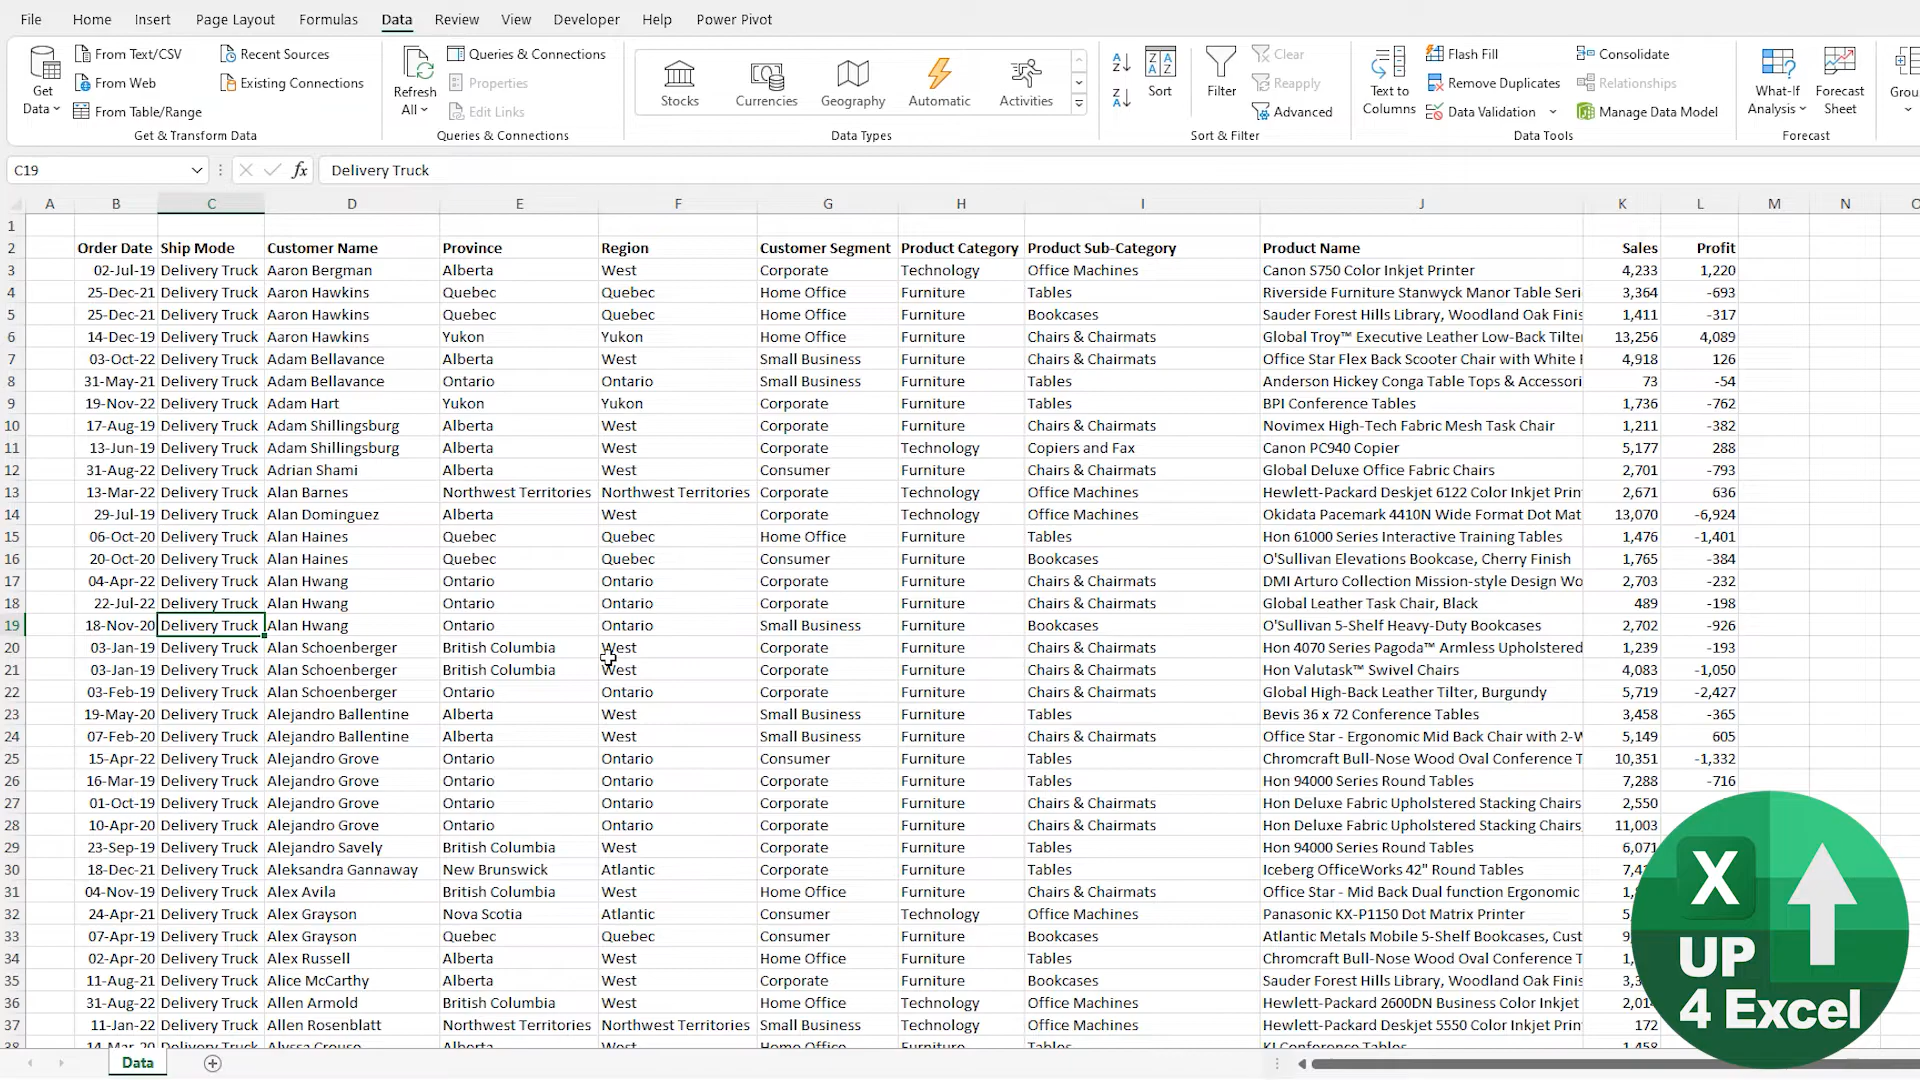 File Home Insert Page Layout Formulas Data Review View Developer Help Power Pivot
Get Data
From Text/CSV
From Web
From Table/Range
Recent Sources
Existing Connections
Get & Transform Data
Refresh All
Queries & Connections
Properties
Edit Links
Queries & Connections
Stocks Currencies Geography Automatic Activities
Data Types
Sort
Filter
Clear
Reapply
Advanced
Sort & Filter
Text to Columns
Flash Fill
Remove Duplicates
Data Validation
Consolidate
Relationships
Manage Data Model
Data Tools
What-If Analysis
Forecast Sheet
Forecast
C19 fx Delivery Truck
A B C D E F G H I J K L M N
1
2 Order Date Ship Mode Customer Name Province Region Customer Segment Product Category Product Sub-Category Product Name Sales Profit
3 02-Jul-19 Delivery Truck Aaron Bergman Alberta West Corporate Technology Office Machines Canon S750 Color Inkjet Printer 4,233 1,220
4 25-Dec-21 Delivery Truck Aaron Hawkins Quebec Quebec Home Office Furniture Tables Riverside Furniture Stanwyck Manor Table Seri 3,364 -693
5 25-Dec-21 Delivery Truck Aaron Hawkins Quebec Quebec Home Office Furniture Bookcases Sauder Forest Hills Library, Woodland Oak Finis 1,411 -317
6 14-Dec-19 Delivery Truck Aaron Hawkins Yukon Yukon Home Office Furniture Chairs & Chairmats Global Troy™ Executive Leather Low-Back Tilter 13,256 4,089
7 03-Oct-22 Delivery Truck Adam Bellavance Alberta West Small Business Furniture Chairs & Chairmats Office Star Flex Back Scooter Chair with White 4,918 126
8 31-May-21 Delivery Truck Adam Bellavance Ontario Ontario Small Business Furniture Tables Anderson Hickey Conga Table Tops & Accessori 73 -54
9 19-Nov-22 Delivery Truck Adam Hart Yukon Yukon Corporate Furniture Tables BPI Conference Tables 1,736 -762
10 17-Aug-19 Delivery Truck Adam Shillingsburg Alberta West Corporate Furniture Chairs & Chairmats Novimex High-Tech Fabric Mesh Task Chair 1,211 -382
11 13-Jun-19 Delivery Truck Adam Shillingsburg Alberta West Corporate Technology Copiers and Fax Canon PC940 Copier 5,177 288
12 31-Aug-22 Delivery Truck Adrian Shami Alberta West Consumer Furniture Chairs & Chairmats Global Deluxe Office Fabric Chairs 2,701 -793
13 13-Mar-22 Delivery Truck Alan Barnes Northwest Territories Northwest Territories Corporate Technology Office Machines Hewlett-Packard Deskjet 6122 Color Inkjet Prin 2,671 636
14 29-Jul-19 Delivery Truck Alan Dominguez Alberta West Corporate Technology Office Machines Okidata Pacemark 4410N Wide Format Dot Mat 13,070 -6,924
15 06-Oct-20 Delivery Truck Alan Haines Quebec Quebec Home Office Furniture Tables Hon 61000 Series Interactive Training Tables 1,476 -1,401
16 20-Oct-20 Delivery Truck Alan Haines Quebec Quebec Consumer Furniture Bookcases O'Sullivan Elevations Bookcase, Cherry Finish 1,765 -384
17 04-Apr-22 Delivery Truck Alan Hwang Ontario Ontario Corporate Furniture Chairs & Chairmats DMI Arturo Collection Mission-style Design Wo 2,703 -232
18 22-Jul-22 Delivery Truck Alan Hwang Ontario Ontario Corporate Furniture Chairs & Chairmats Global Leather Task Chair, Black 489 -198
19 18-Nov-20 Delivery Truck Alan Hwang Ontario Ontario Small Business Furniture Bookcases O'Sullivan 5-Shelf Heavy-Duty Bookcases 2,702 -926
20 03-Jan-19 Delivery Truck Alan Schoenberger British Columbia West Corporate Furniture Chairs & Chairmats Hon 4070 Series Pagoda™ Armless Upholstered 1,239 -193
21 03-Jan-19 Delivery Truck Alan Schoenberger British Columbia West Corporate Furniture Chairs & Chairmats Hon Valutask™ Swivel Chairs 4,083 -1,050
22 03-Feb-19 Delivery Truck Alan Schoenberger Ontario Ontario Corporate Furniture Chairs & Chairmats Global High-Back Leather Tilter, Burgundy 5,719 -2,427
23 19-May-20 Delivery Truck Alejandro Ballentine Alberta West Small Business Furniture Tables Bevis 36 x 72 Conference Tables 3,458 -365
24 07-Feb-20 Delivery Truck Alejandro Ballentine Alberta West Small Business Furniture Chairs & Chairmats Office Star - Ergonomic Mid Back Chair with 2-W 5,149 605
25 15-Apr-22 Delivery Truck Alejandro Grove Ontario Ontario Consumer Furniture Tables Chromcraft Bull-Nose Wood Oval Conference T 10,351 -1,332
26 16-Mar-19 Delivery Truck Alejandro Grove Ontario Ontario Corporate Furniture Tables Hon 94000 Series Round Tables 7,288 -716
27 01-Oct-19 Delivery Truck Alejandro Grove Ontario Ontario Corporate Furniture Chairs & Chairmats Hon Deluxe Fabric Upholstered Stacking Chairs 2,550
28 10-Apr-20 Delivery Truck Alejandro Grove Ontario Ontario Corporate Furniture Chairs & Chairmats Hon Deluxe Fabric Upholstered Stacking Chairs, 11,003
29 23-Sep-19 Delivery Truck Alejandro Savely British Columbia West Corporate Furniture Tables Hon 94000 Series Round Tables 6,071
30 18-Dec-21 Delivery Truck Aleksandra Gannaway New Brunswick Atlantic Corporate Furniture Tables Iceberg OfficeWorks 42" Round Tables 7,4
31 04-Nov-19 Delivery Truck Alex Avila British Columbia West Home Office Furniture Chairs & Chairmats Office Star - Mid Back Dual function Ergonomic 1,
32 24-Apr-21 Delivery Truck Alex Grayson Nova Scotia Atlantic Consumer Technology Office Machines Panasonic KX-P1150 Dot Matrix Printer 5,
33 07-Apr-19 Delivery Truck Alex Grayson Quebec Quebec Consumer Furniture Bookcases Atlantic Metals Mobile 5-Shelf Bookcases, Cust 9,
34 02-Apr-20 Delivery Truck Alex Russell Alberta West Home Office Furniture Tables Chromcraft Bull-Nose Wood Oval Conference T 1,
35 11-Aug-21 Delivery Truck Alice McCarthy Alberta West Corporate Furniture Bookcases Sauder Forest Hills Library, Woodland Oak Finis 3,3
36 31-Aug-22 Delivery Truck Allen Armold British Columbia West Home Office Technology Office Machines Hewlett-Packard 2600DN Business Color Inkjet 2,01
37 11-Jan-22 Delivery Truck Allen Rosenblatt Northwest Territories Northwest Territories Corporate Technology Office Machines Hewlett-Packard Deskjet 5550 Color Inkjet Prin 172
38 14-Mar-20 Delivery Truck Alyssa Crouse Alberta West Home Office Furniture Tables KI Conference Tables 1,458
Data
X
UP
4 Excel